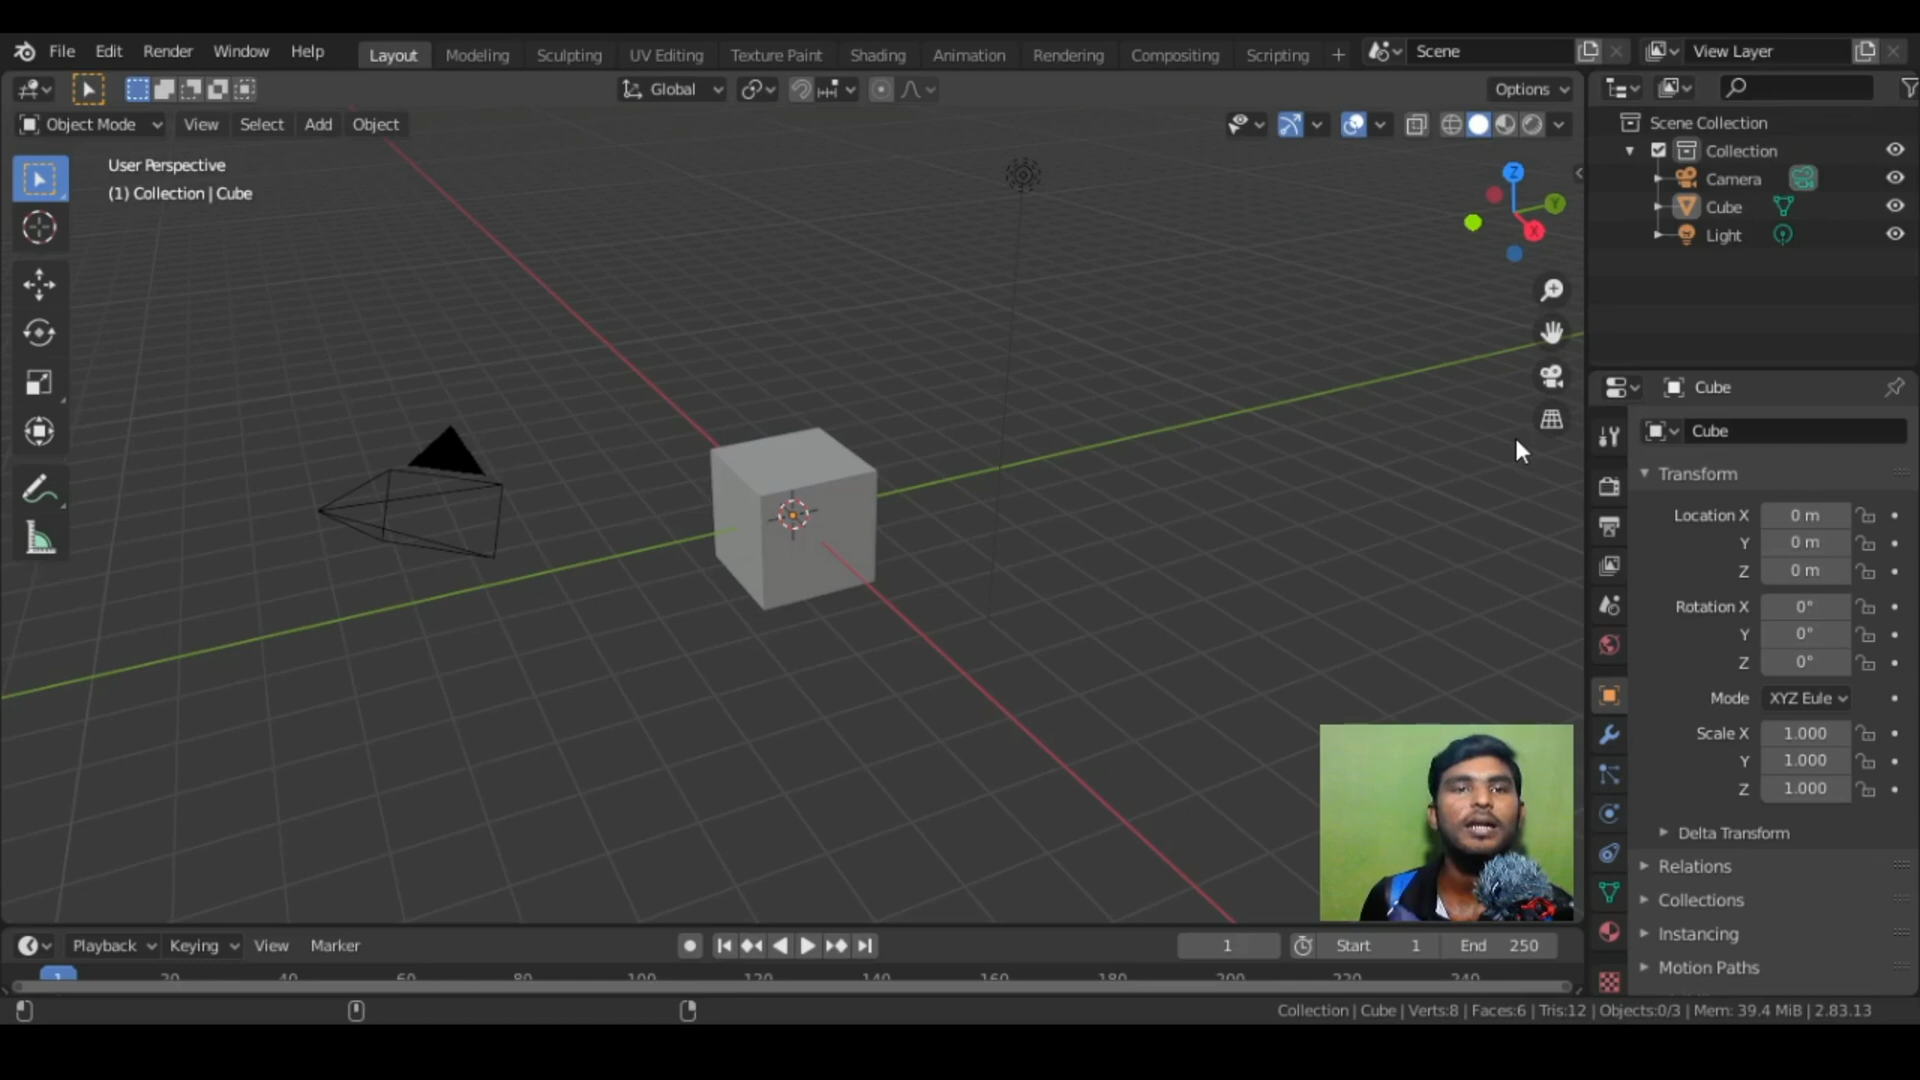 File Edit Render Window Help Layout Modeling Sculpting UV Editing Texture Paint Shading Animation Rendering Compositing Scripting + Scene View Layer
Global Options
Object Mode View Select Add Object
User Perspective
(1) Collection | Cube
Z
Y
X
Scene Collection
Collection
Camera
Cube
Light
Cube
Cube
Transform
Location X 0 m
Y 0 m
Z 0 m
Rotation X 0°
Y 0°
Z 0°
Mode XYZ Eule
Scale X 1.000
Y 1.000
Z 1.000
Delta Transform
Relations
Collections
Instancing
Motion Paths
Playback Keying View Marker 1 Start 1 End 250
1 20 40 60 80 100 120 140 160 180 200 220 240
Collection | Cube | Verts:8 | Faces:6 | Tris:12 | Objects:0/3 | Mem: 39.4 MiB | 2.83.13